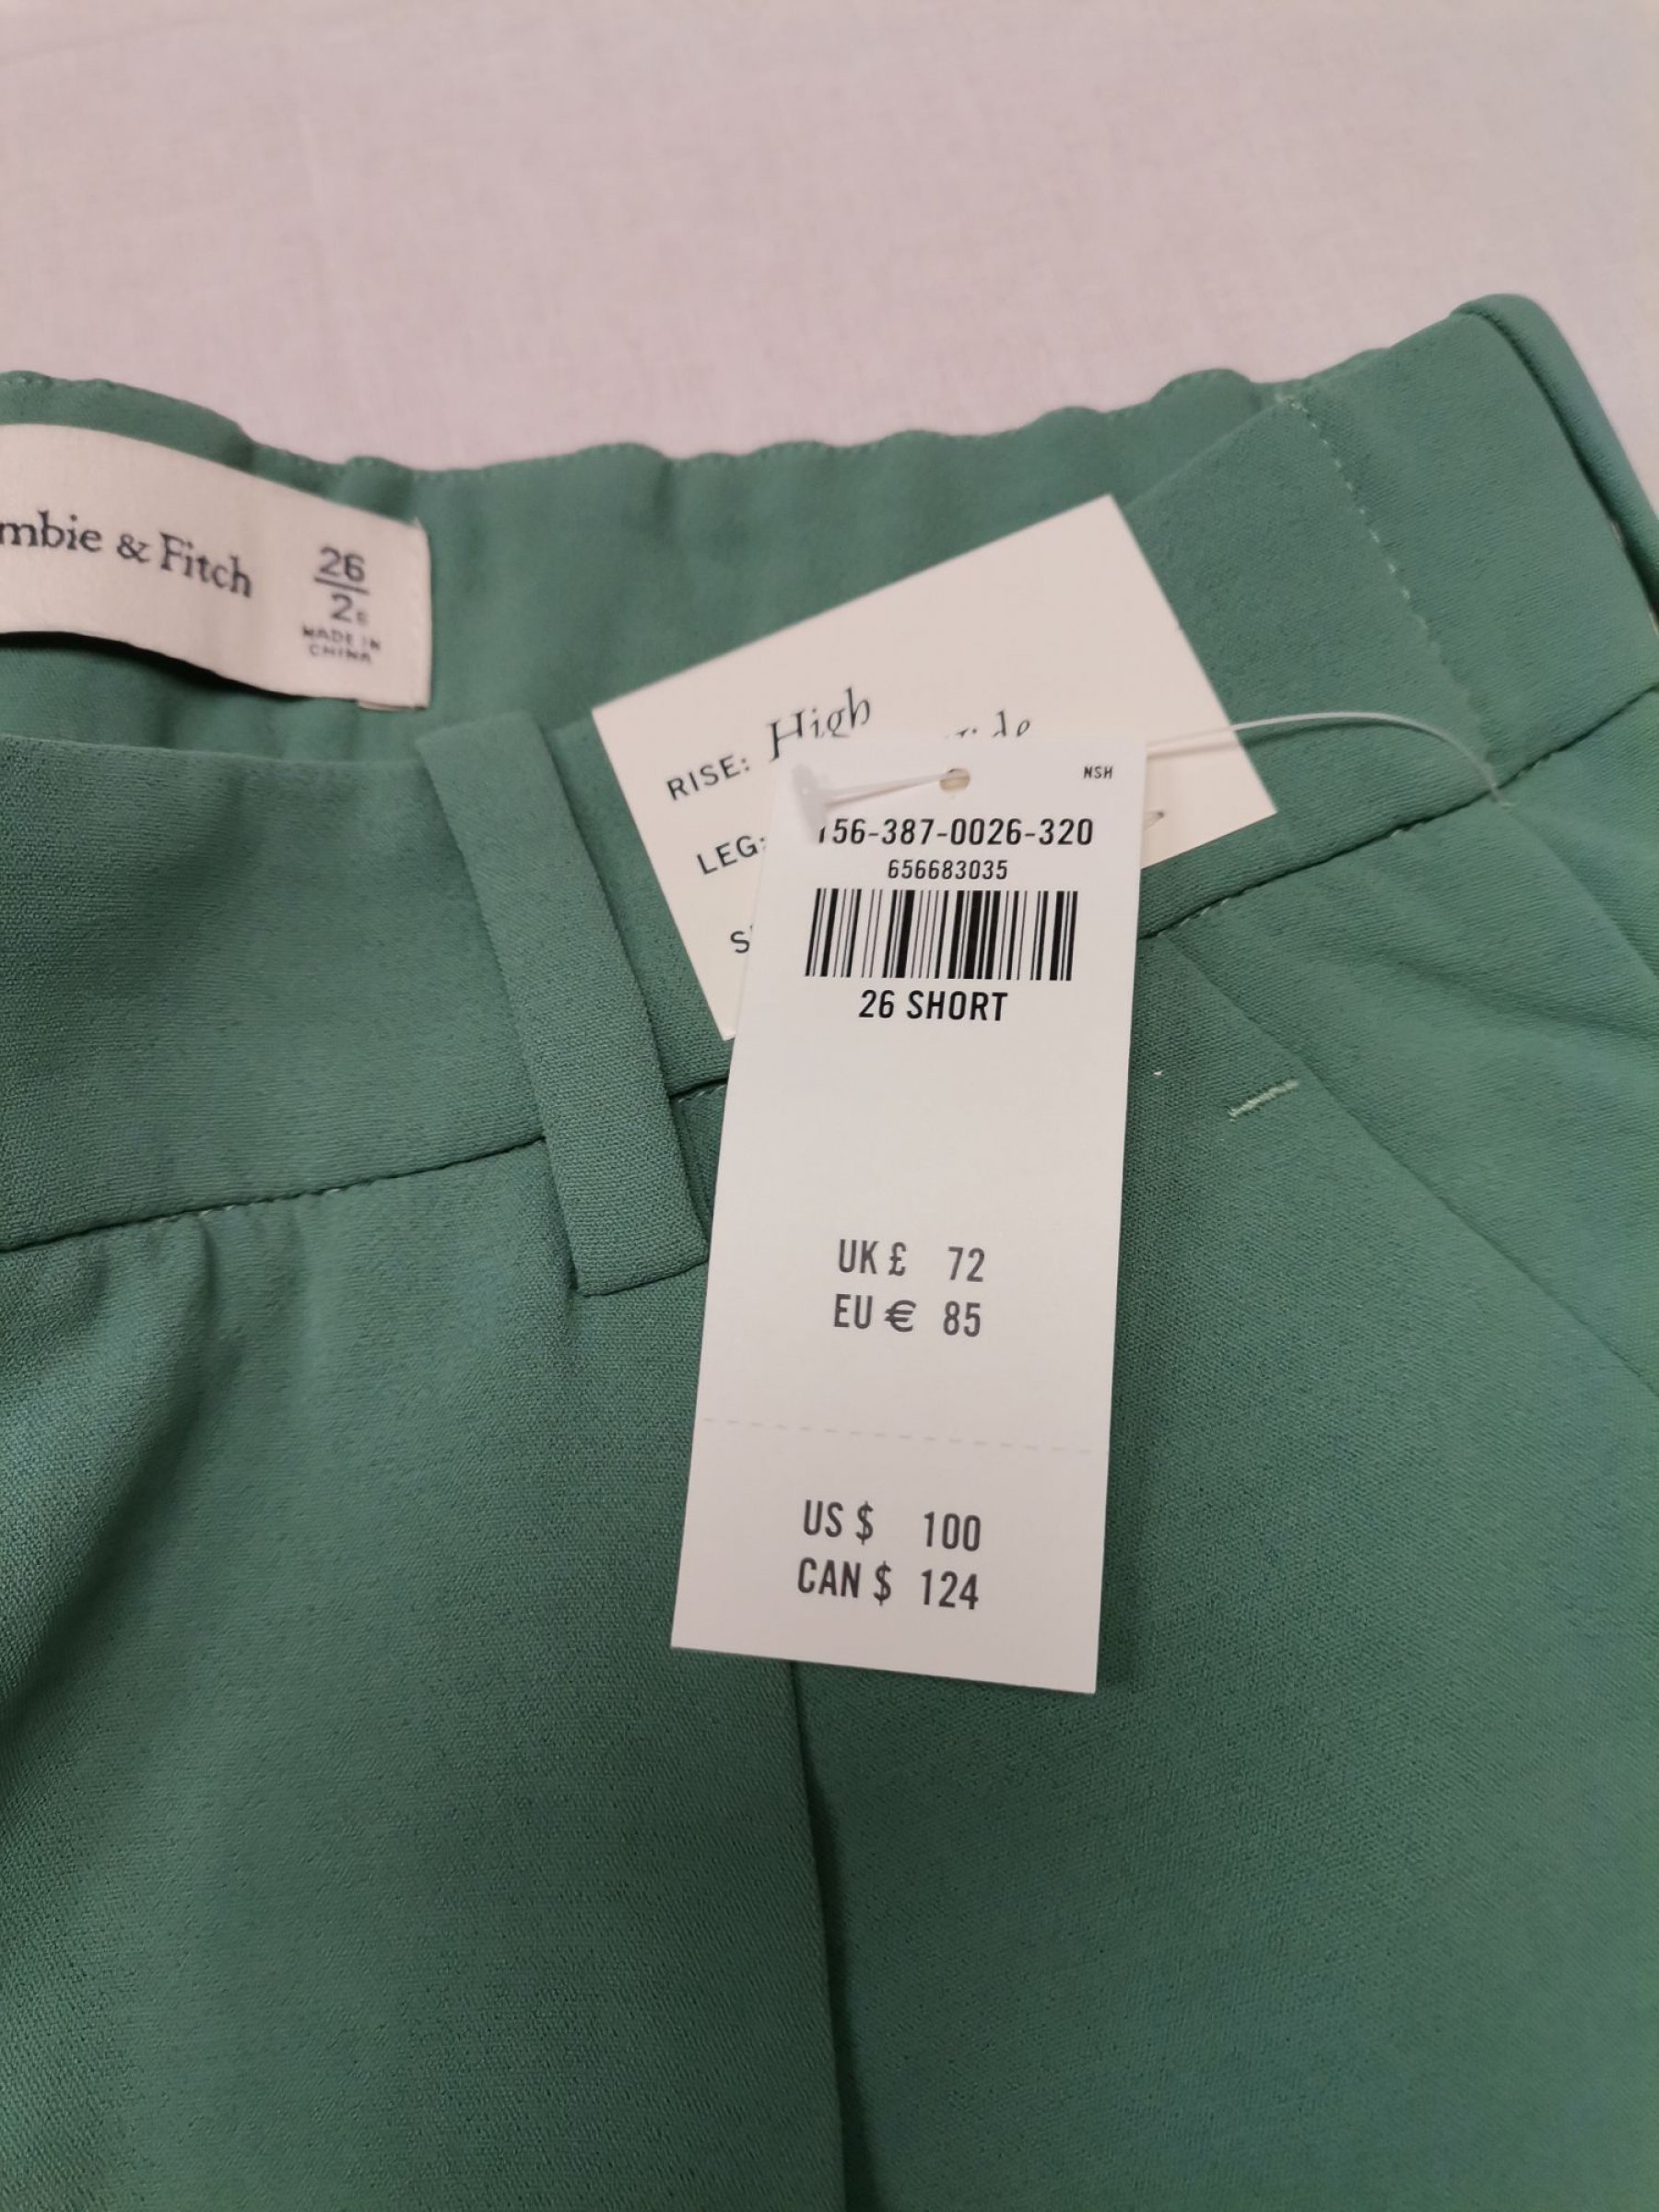 mbie & Fitch
26
2s
MADE IN
CHINA
RISE: High
LEG:
NSH
156-387-0026-320
656683035
26 SHORT
UK £ 72
EU € 85
US $ 100
CAN $ 124